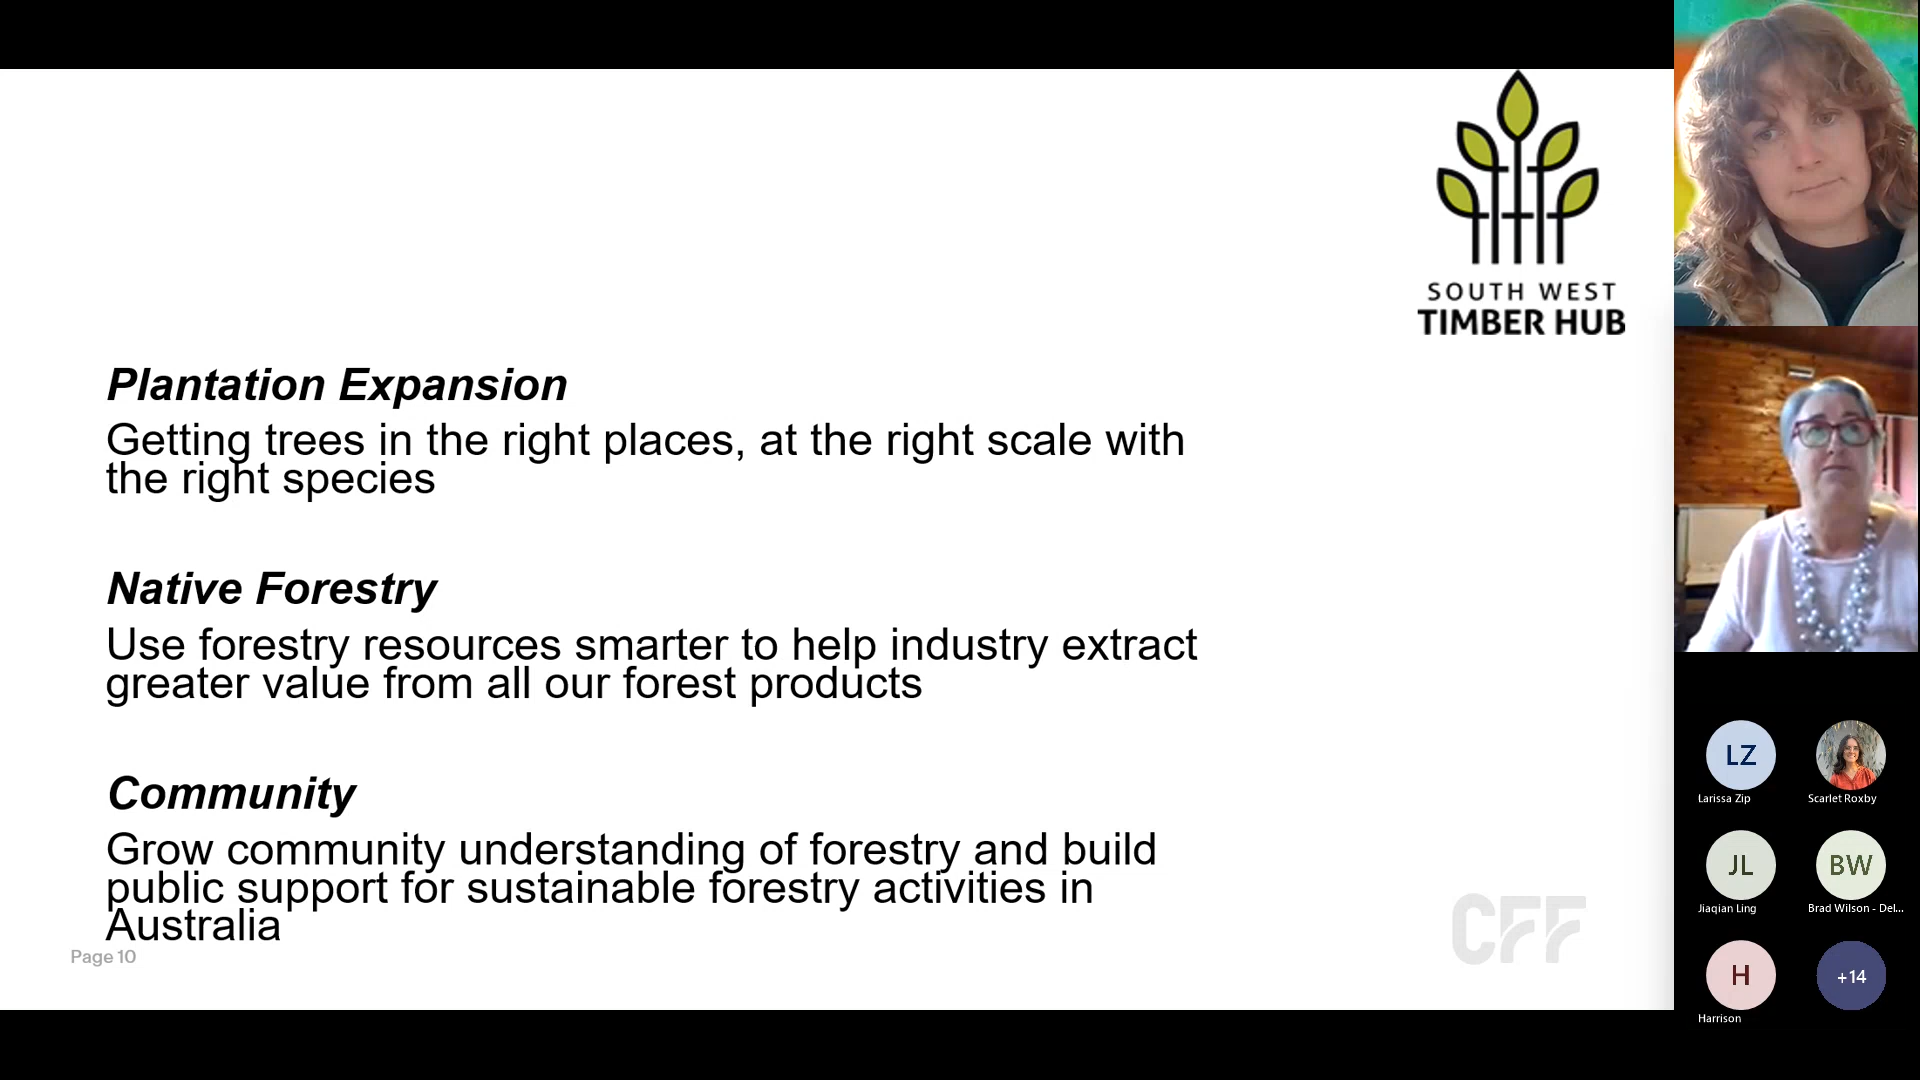 SOUTH WEST
TIMBER HUB
Plantation Expansion
Getting trees in the right places, at the right scale with
the right species
Native Forestry
Use forestry resources smarter to help industry extract
greater value from all our forest products
Community
Grow community understanding of forestry and build
public support for sustainable forestry activities in
Australia
Page 10
CFF
LZ
Larissa Zip
Scarlet Roxby
JL
Jiaqian Ling
BW
Brad Wilson - Del...
H
Harrison
+14